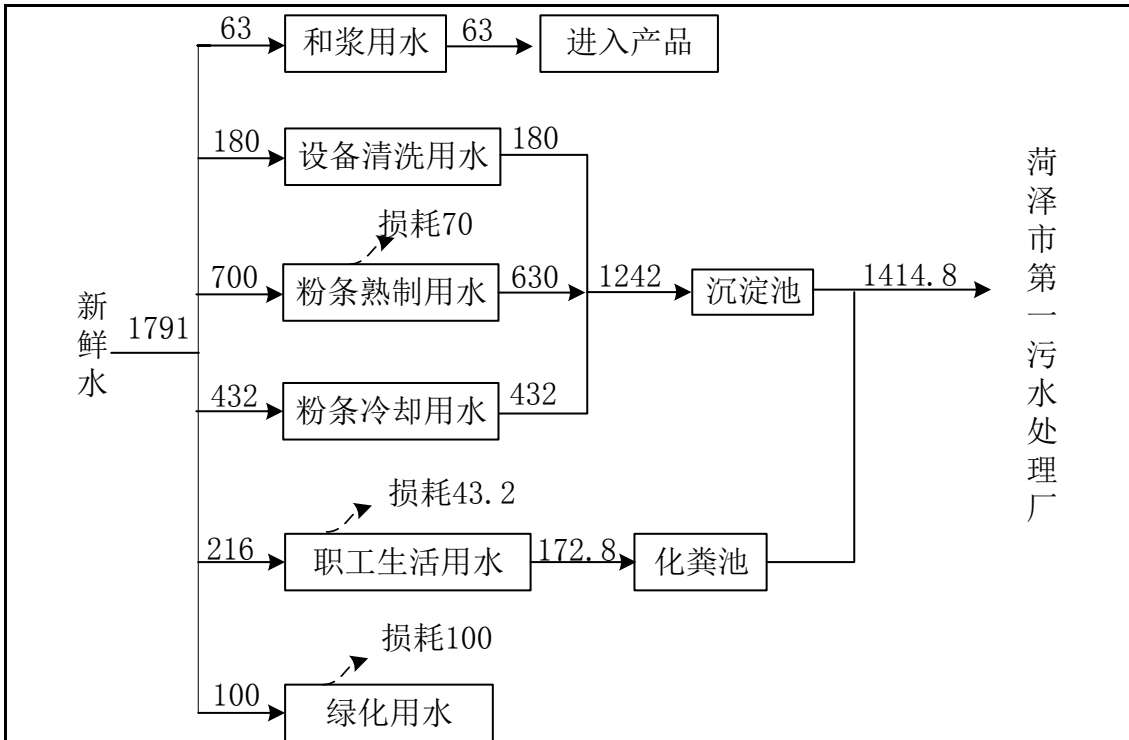 63
和浆用水
63
进入产品
180
设备清洗用水
180
损耗70
700
粉条熟制用水
630
1242
沉淀池
1414.8
新鲜水
1791
432
粉条冷却用水
432
损耗43.2
216
职工生活用水
172.8
化粪池
损耗100
100
绿化用水
菏泽市第一污水处理厂